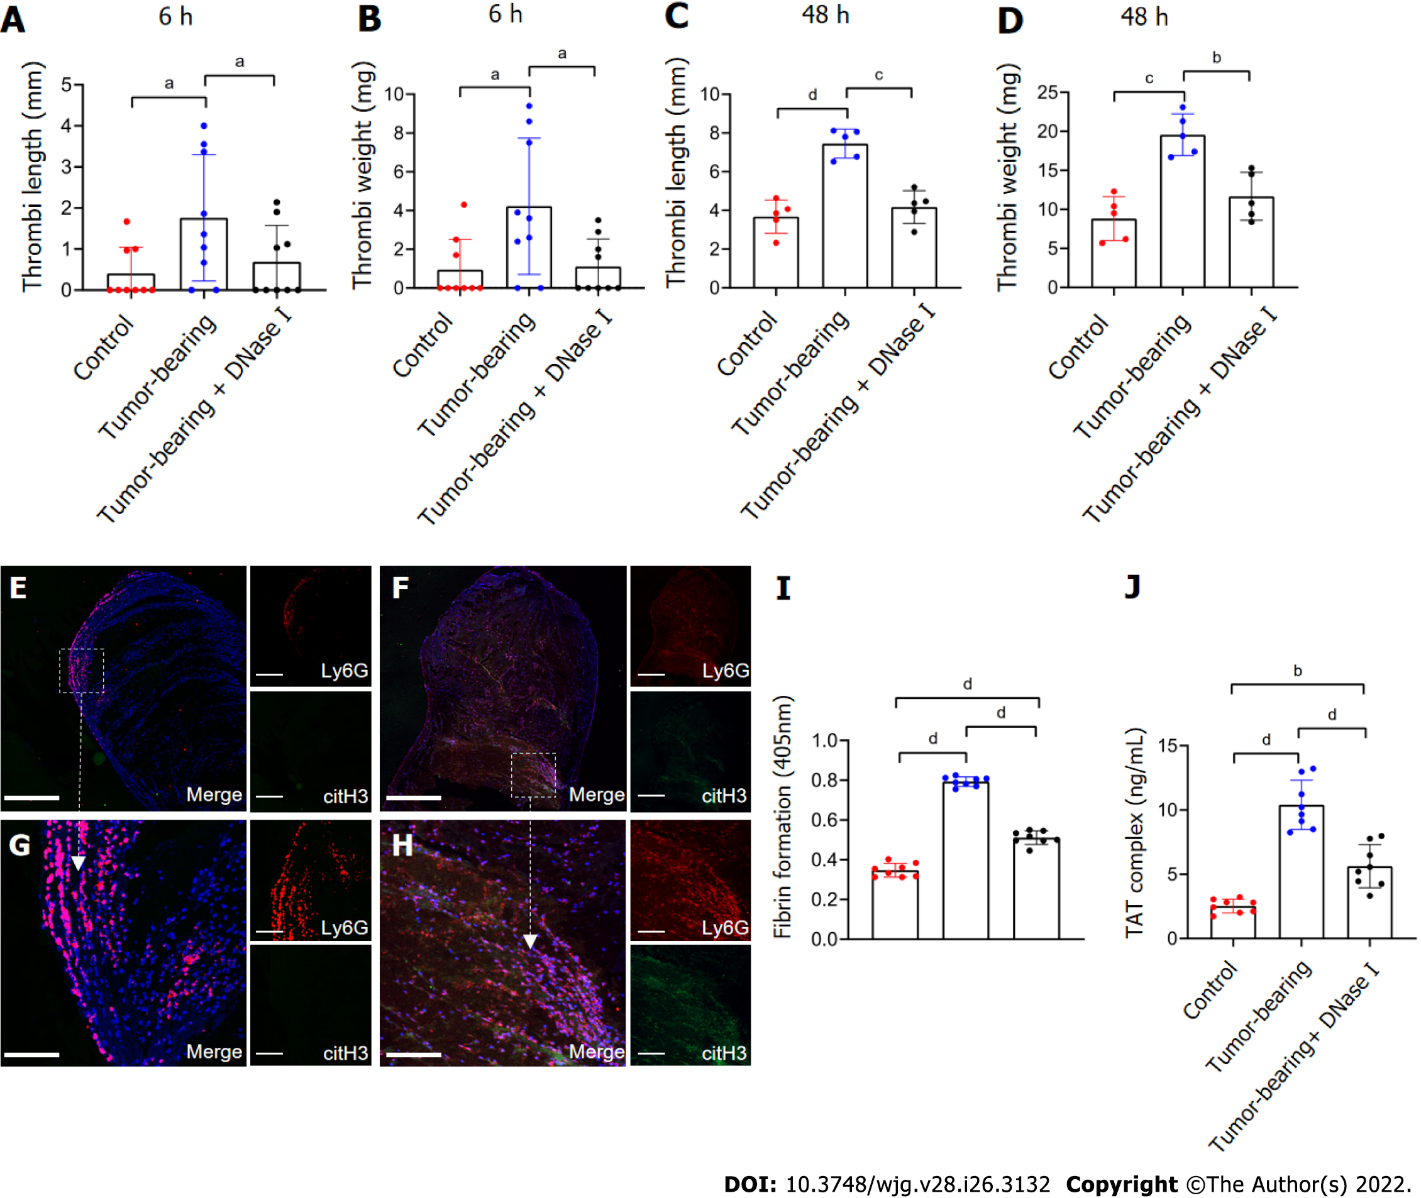 A
6 h
B
6 h
C
48 h
D
48 h
Thrombi length (mm)
5
4
3
2
1
0
a
a
Control
Tumor-bearing
Tumor-bearing + DNase I
Thrombi weight (mg)
10
8
6
4
2
0
a
a
Control
Tumor-bearing
Tumor-bearing + DNase I
Thrombi length (mm)
10
8
6
4
2
0
d
c
Control
Tumor-bearing
Tumor-bearing + DNase I
Thrombi weight (mg)
25
20
15
10
5
0
c
b
Control
Tumor-bearing
Tumor-bearing + DNase I
E
Merge
Ly6G
citH3
F
Merge
Ly6G
citH3
G
Merge
Ly6G
citH3
H
Merge
Ly6G
citH3
I
Fibrin formation (405nm)
1.0
0.8
0.6
0.4
0.2
0.0
d
d
d
J
TAT complex (ng/mL)
15
10
5
0
b
d
d
Control
Tumor-bearing
Tumor-bearing+ DNase I
DOI: 10.3748/wjg.v28.i26.3132 Copyright ©The Author(s) 2022.